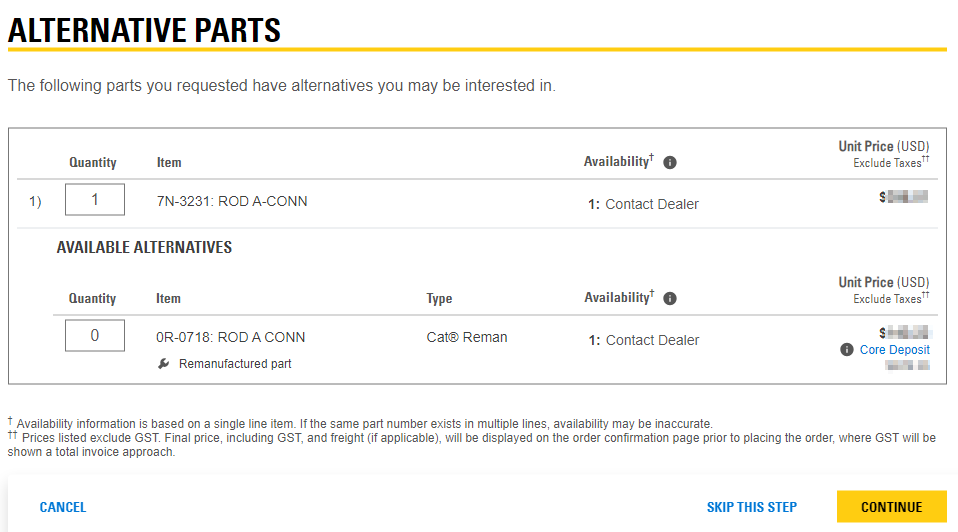 ALTERNATIVE PARTS
The following parts you requested have alternatives you may be interested in.
Quantity Item Availability† Unit Price (USD)
Exclude Taxes††
1) 1 7N-3231: ROD A-CONN 1: Contact Dealer $
AVAILABLE ALTERNATIVES
Quantity Item Type Availability† Unit Price (USD)
Exclude Taxes††
0 0R-0718: ROD A CONN Cat® Reman 1: Contact Dealer $
Core Deposit
Remanufactured part
† Availability information is based on a single line item. If the same part number exists in multiple lines, availability may be inaccurate.
†† Prices listed exclude GST. Final price, including GST, and freight (if applicable), will be displayed on the order confirmation page prior to placing the order, where GST will be
shown a total invoice approach.
CANCEL SKIP THIS STEP CONTINUE